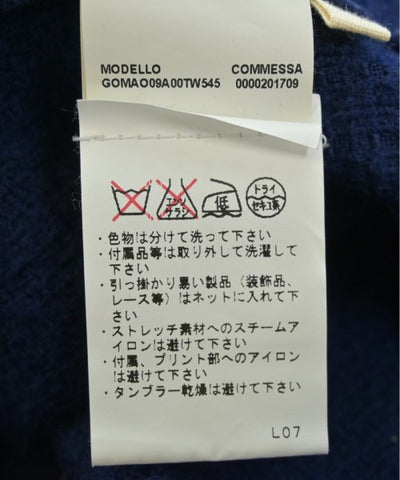 MODELLO COMMESSA
GOMAO09A00TW545 0000201709
エンソ サラシ 低 ドライ セキユ系
・色物は分けて洗って下さい
・付属品等は取り外して洗濯して
下さい
・引っ掛かり易い製品（装飾品、
レース等）はネットに入れて下
さい
・ストレッチ素材へのスチームア
イロンは避けて下さい
・付属、プリント部へのアイロン
は避けて下さい
・タンブラー乾燥は避けて下さい
L07